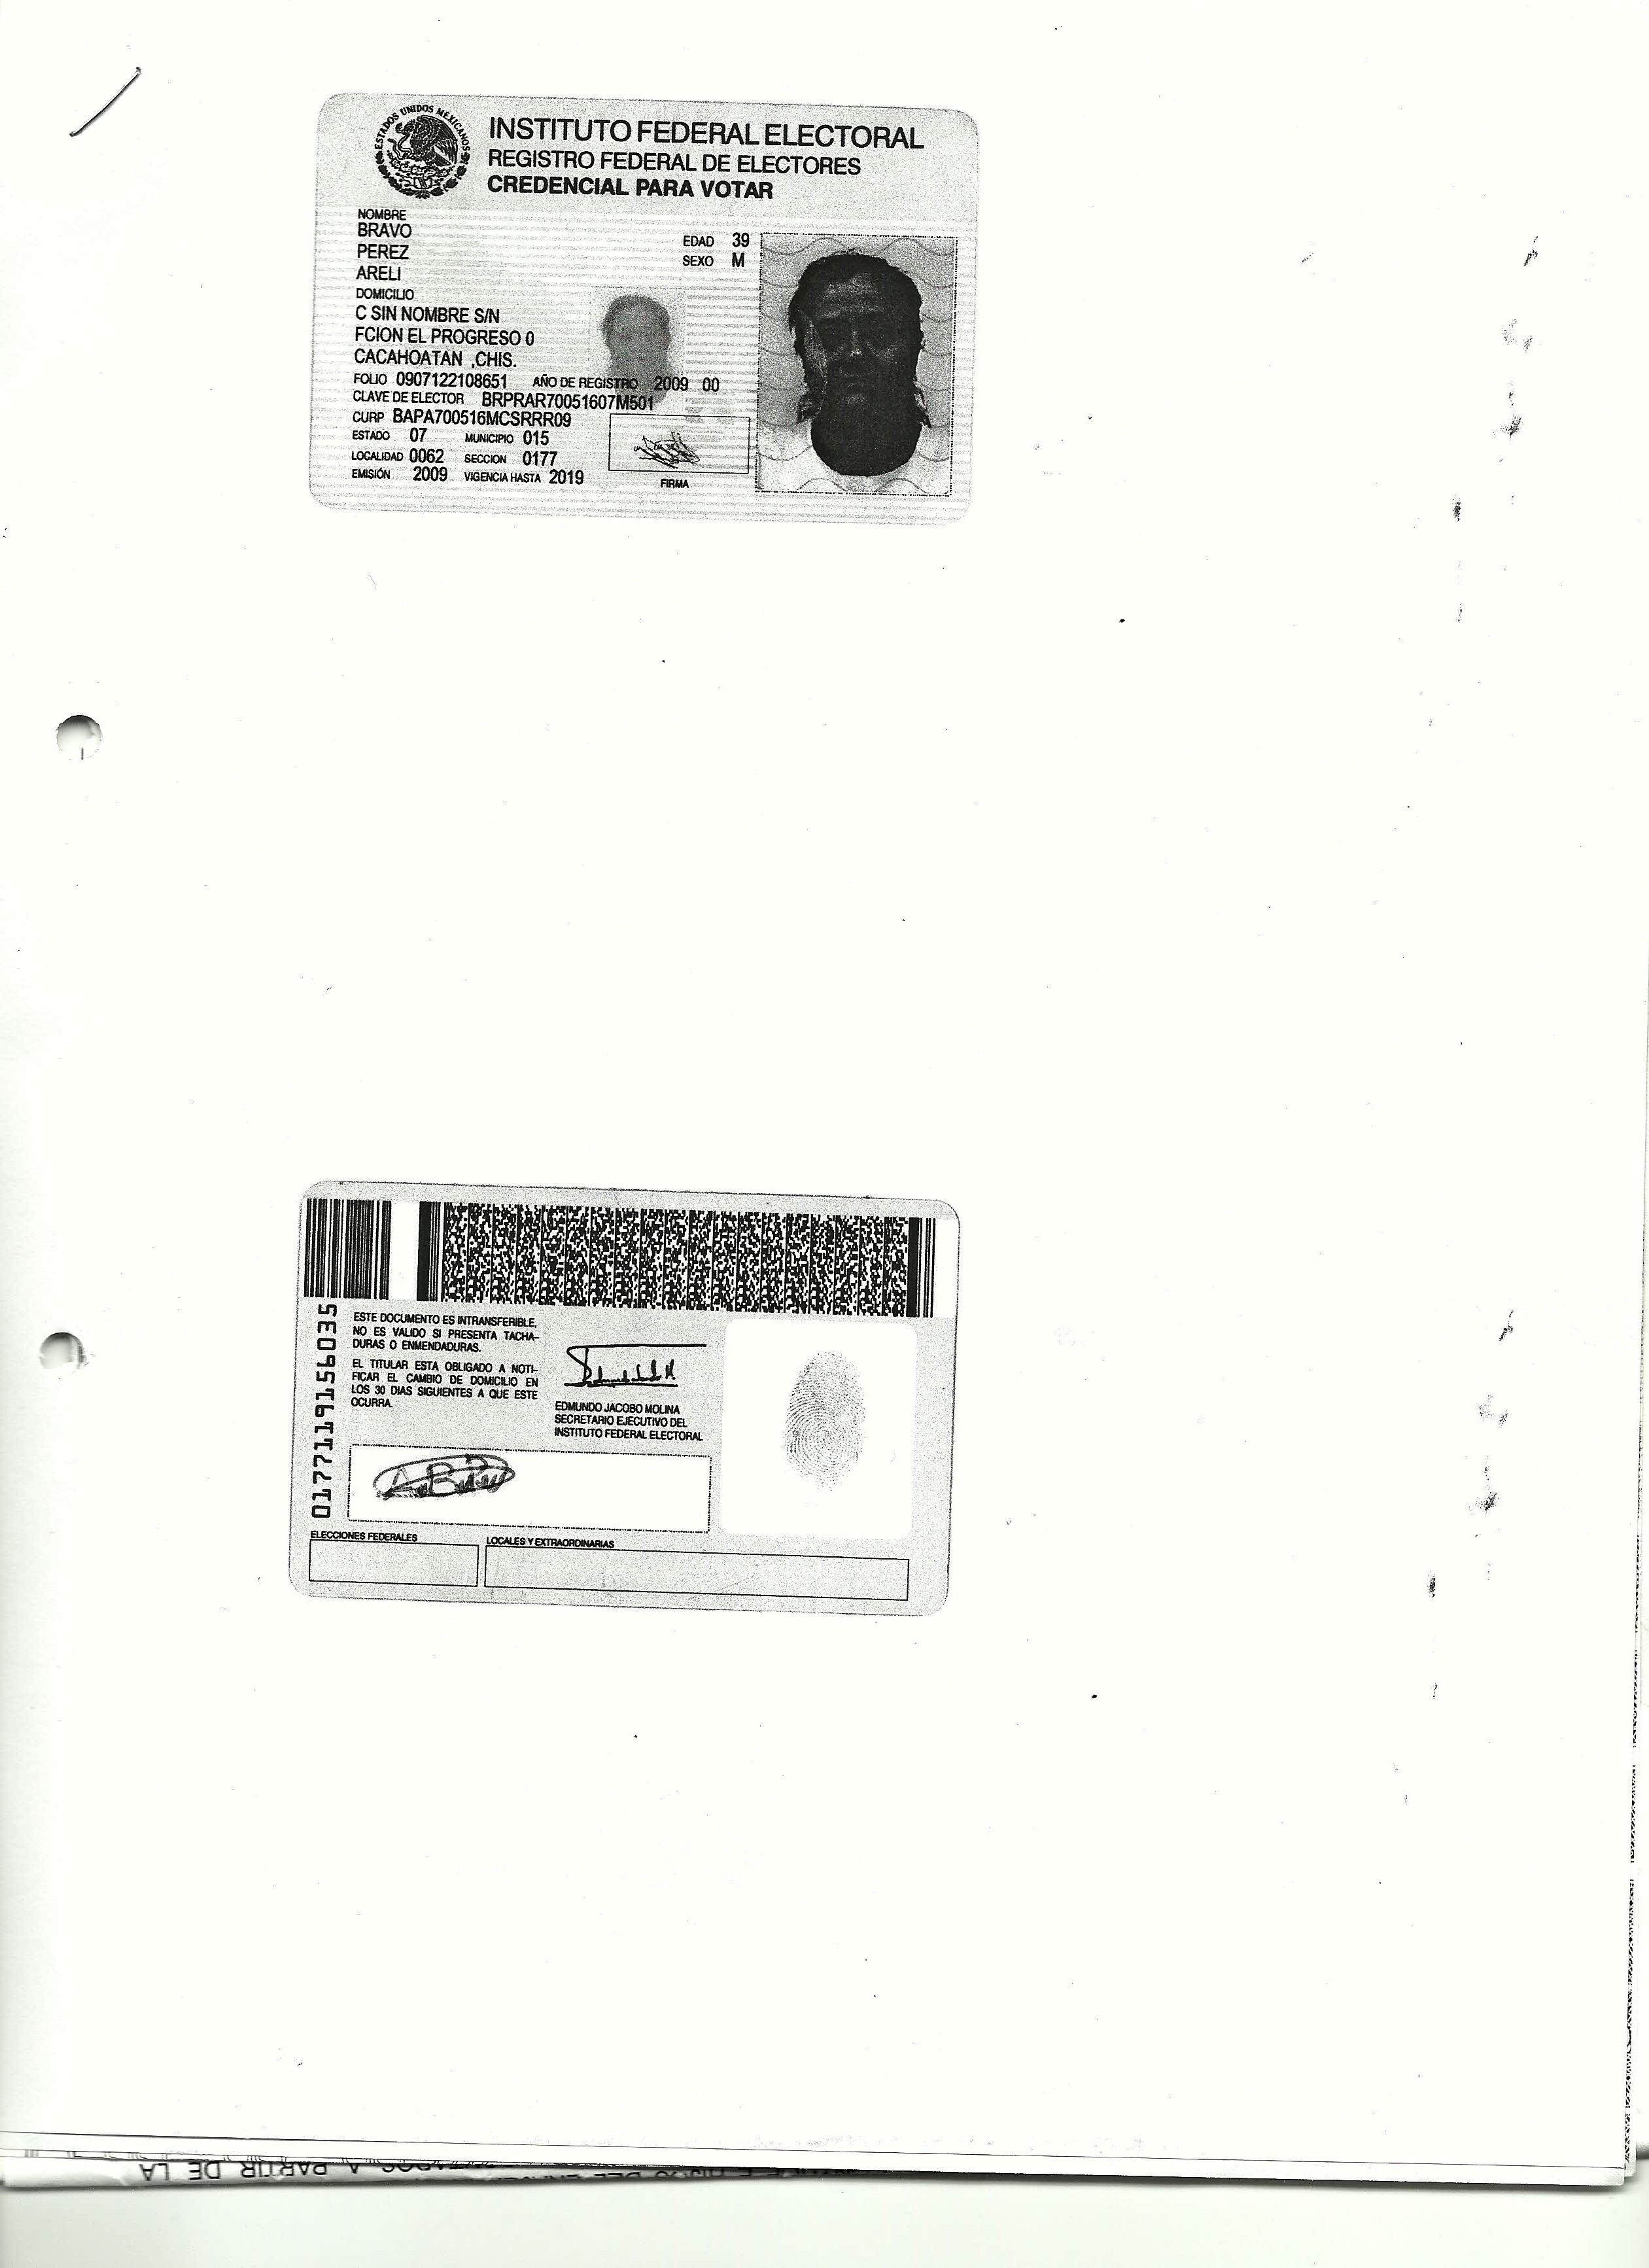 ESTADOS UNIDOS MEXICANOS
INSTITUTO FEDERAL ELECTORAL
REGISTRO FEDERAL DE ELECTORES
CREDENCIAL PARA VOTAR
NOMBRE
BRAVO
PEREZ
ARELI
EDAD 39
SEXO M
DOMICILIO
C SIN NOMBRE S/N
FCION EL PROGRESO 0
CACAHOATAN ,CHIS.
FOLIO 0907122108651 AÑO DE REGISTRO 2009 00
CLAVE DE ELECTOR BRPRAR70051607M501
CURP BAPA700516MCSRRR09
ESTADO 07 MUNICIPIO 015
LOCALIDAD 0062 SECCION 0177
EMISIÓN 2009 VIGENCIA HASTA 2019
FIRMA
0177119156035
ESTE DOCUMENTO ES INTRANSFERIBLE,
NO ES VALIDO SI PRESENTA TACHA-
DURAS O ENMENDADURAS.
EL TITULAR ESTA OBLIGADO A NOTI-
FICAR EL CAMBIO DE DOMICILIO EN
LOS 30 DIAS SIGUIENTES A QUE ESTE
OCURRA.
EDMUNDO JACOBO MOLINA
SECRETARIO EJECUTIVO DEL
INSTITUTO FEDERAL ELECTORAL
ELECCIONES FEDERALES
LOCALES Y EXTRAORDINARIAS
A PARTIR DE LA